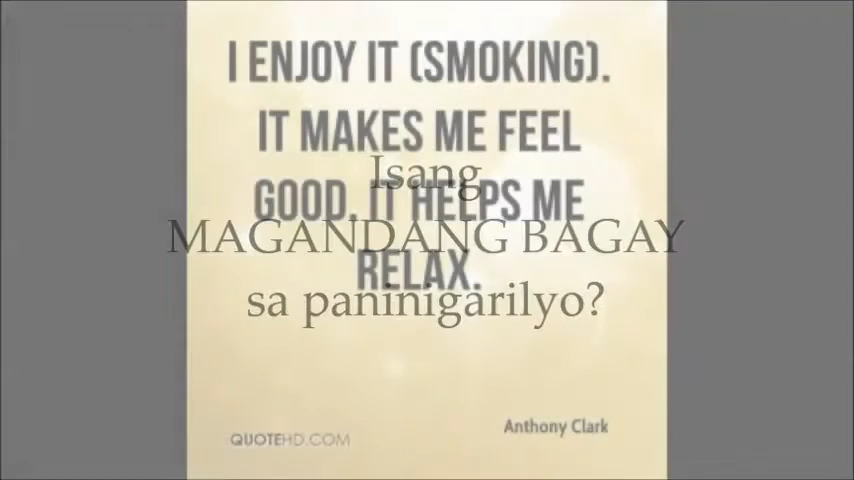 I ENJOY IT (SMOKING).
IT MAKES ME FEEL
GOOD. IT HELPS ME
RELAX.
Isang
MAGANDANG BAGAY
sa paninigarilyo?
Anthony Clark
QUOTEHD.COM